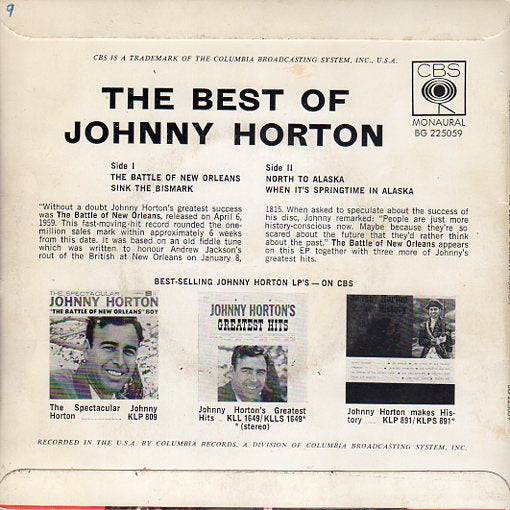 9
CBS IS A TRADEMARK OF THE COLUMBIA BROADCASTING SYSTEM, INC., U.S.A.
CBS
MONAURAL
BG 225059
THE BEST OF
JOHNNY HORTON
Side I
THE BATTLE OF NEW ORLEANS
SINK THE BISMARK
Side II
NORTH TO ALASKA
WHEN IT'S SPRINGTIME IN ALASKA
"Without a doubt Johnny Horton's greatest success
was The Battle of New Orleans, released on April 6,
1959. This fast-moving-hit record rounded the one-
million sales mark within approximately 6 weeks
from this date. It was based on an old fiddle tune
which was written to honour Andrew Jackson's
rout of the British at New Orleans on January 8,
1815. When asked to speculate about the success of
his disc, Johnny remarked: "People are just more
history-conscious now. Maybe because they're so
scared about the future that they'd rather think
about the past." The Battle of New Orleans appears
on this EP together with three more of Johnny's
greatest hits.
BEST-SELLING JOHNNY HORTON LP'S — ON CBS
THE SPECTACULAR
JOHNNY HORTON
"THE BATTLE OF NEW ORLEANS" BOY
The Spectacular Johnny
Horton ........ KLP 809
JOHNNY HORTON'S
GREATEST HITS
Johnny Horton's Greatest
Hits .. KLL 1649/KLLS 1649*
* (stereo)
Johnny Horton makes His-
tory .... KLP 891/KLPS 891*
RECORDED IN THE U.S.A. BY COLUMBIA RECORDS, A DIVISION OF COLUMBIA BROADCASTING SYSTEM, INC.